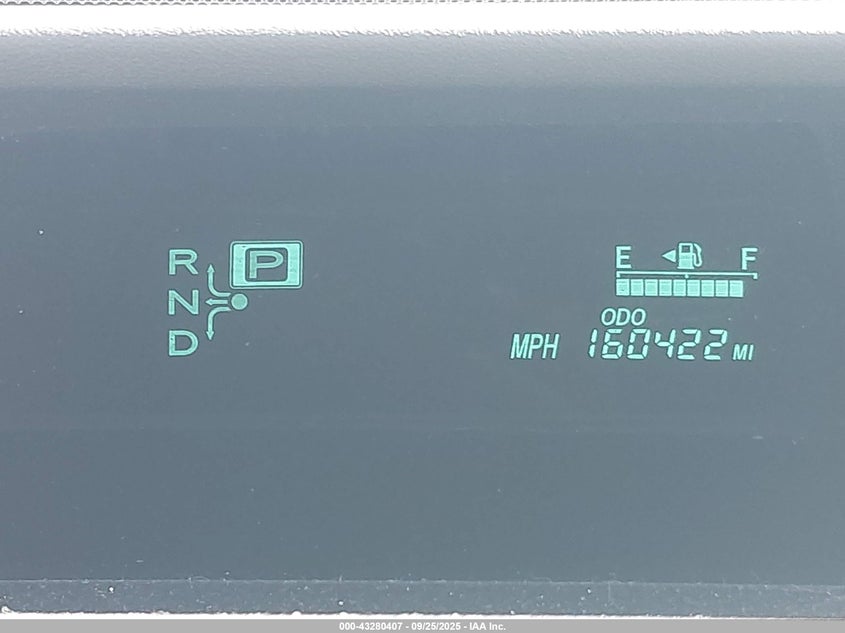 R P
N
D
E F
ODO
MPH 160422 MI
000-43280407 - 09/25/2025 - IAA Inc.